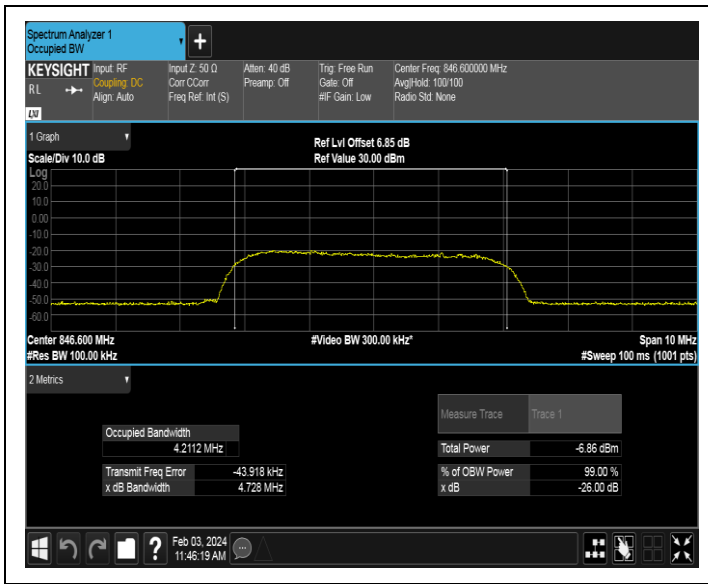 Spectrum Analyzer 1
Occupied BW
+
KEYSIGHT
RL
LXI
Input: RF
Coupling: DC
Align: Auto
Input Z: 50 Ω
Corr CCorr
Freq Ref: Int (S)
Atten: 40 dB
Preamp: Off
Trig: Free Run
Gate: Off
#IF Gain: Low
Center Freq: 846.600000 MHz
Avg|Hold: 100/100
Radio Std: None
1 Graph
Scale/Div 10.0 dB
Ref Lvl Offset 6.85 dB
Ref Value 30.00 dBm
Log
20.0
10.0
0.00
-10.0
-20.0
-30.0
-40.0
-50.0
-60.0
Center 846.600 MHz
#Res BW 100.00 kHz
#Video BW 300.00 kHz*
Span 10 MHz
#Sweep 100 ms (1001 pts)
2 Metrics
Measure Trace Trace 1
Occupied Bandwidth
4.2112 MHz
Total Power -6.86 dBm
Transmit Freq Error -43.918 kHz
% of OBW Power 99.00 %
x dB Bandwidth 4.728 MHz
x dB -26.00 dB
?
Feb 03, 2024
11:46:19 AM